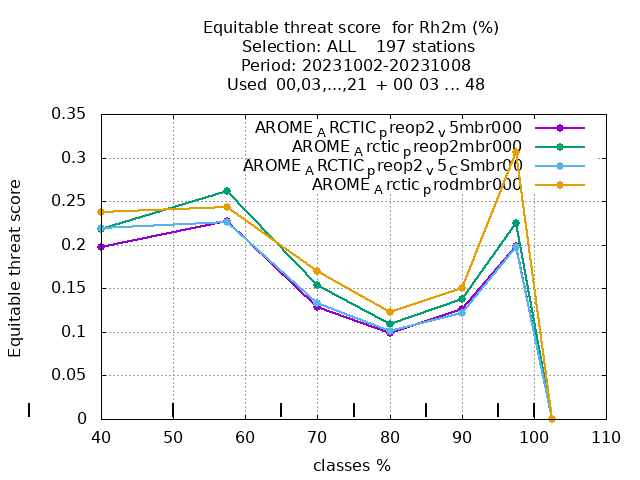 Equitable threat score  for Rh2m (%)
Selection: ALL    197 stations
Period: 20231002-20231008
Used  00,03,...,21  + 00 03 ... 48
0.35
0.3
0.25
0.2
0.15
0.1
0.05
0
Equitable threat score
AROME_ARCTIC_preop2_v5mbr000
AROME_Arctic_preop2mbr000
AROME_ARCTIC_preop2_v5_CSmbr00
AROME_Arctic_prodmbr000
40 50 60 70 80 90 100 110
classes %